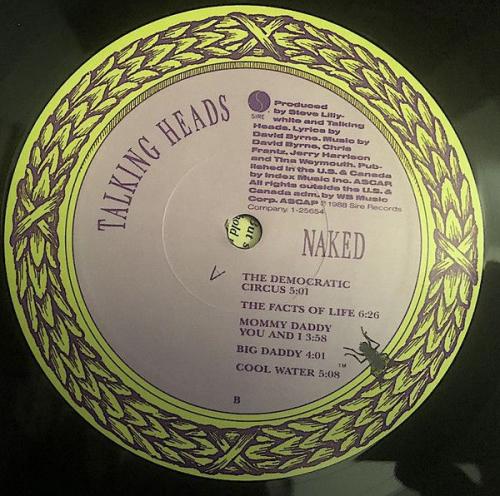 TALKING HEADS
SIRE
Produced
by Steve Lilly-
white and Talking
Heads. Lyrics by
David Byrne. Music by
David Byrne, Chris
Frantz, Jerry Harrison
and Tina Weymouth. Pub-
lished in the U.S. & Canada
by Index Music Inc. ASCAP.
All rights outside the U.S. &
Canada adm. by WB Music
Corp. ASCAP ℗ 1988 Sire Records
Company 1-25654
NAKED
THE DEMOCRATIC
CIRCUS 5:01
THE FACTS OF LIFE 6:26
MOMMY DADDY
YOU AND I 3:58
BIG DADDY 4:01
COOL WATER 5:08
TM
B